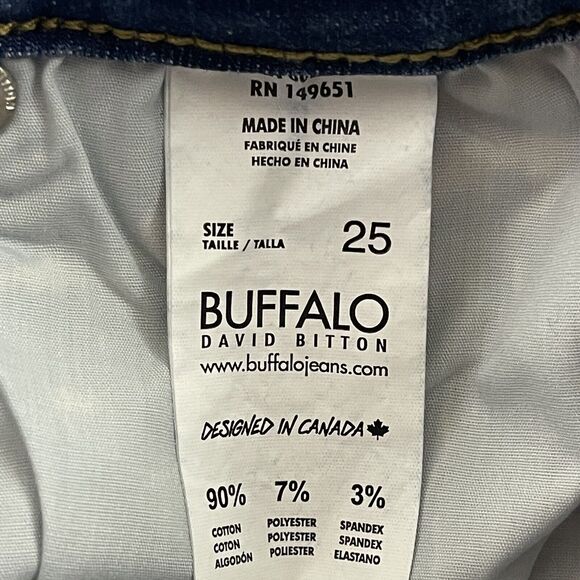 RN 149651
MADE IN CHINA
FABRIQUÉ EN CHINE
HECHO EN CHINA
SIZE
TAILLE / TALLA
25
BUFFALO
DAVID BITTON
www.buffalojeans.com
DESIGNED IN CANADA
90% 7% 3%
COTTON POLYESTER SPANDEX
COTON POLYESTER SPANDEX
ALGODÓN POLIESTER ELASTANO